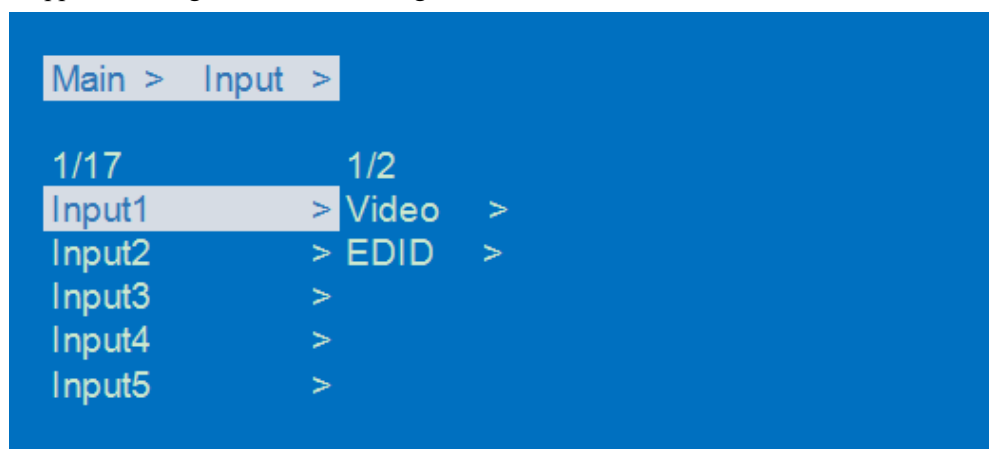 Main > Input >
1/17 1/2
Input1 > Video >
Input2 > EDID >
Input3 >
Input4 >
Input5 >